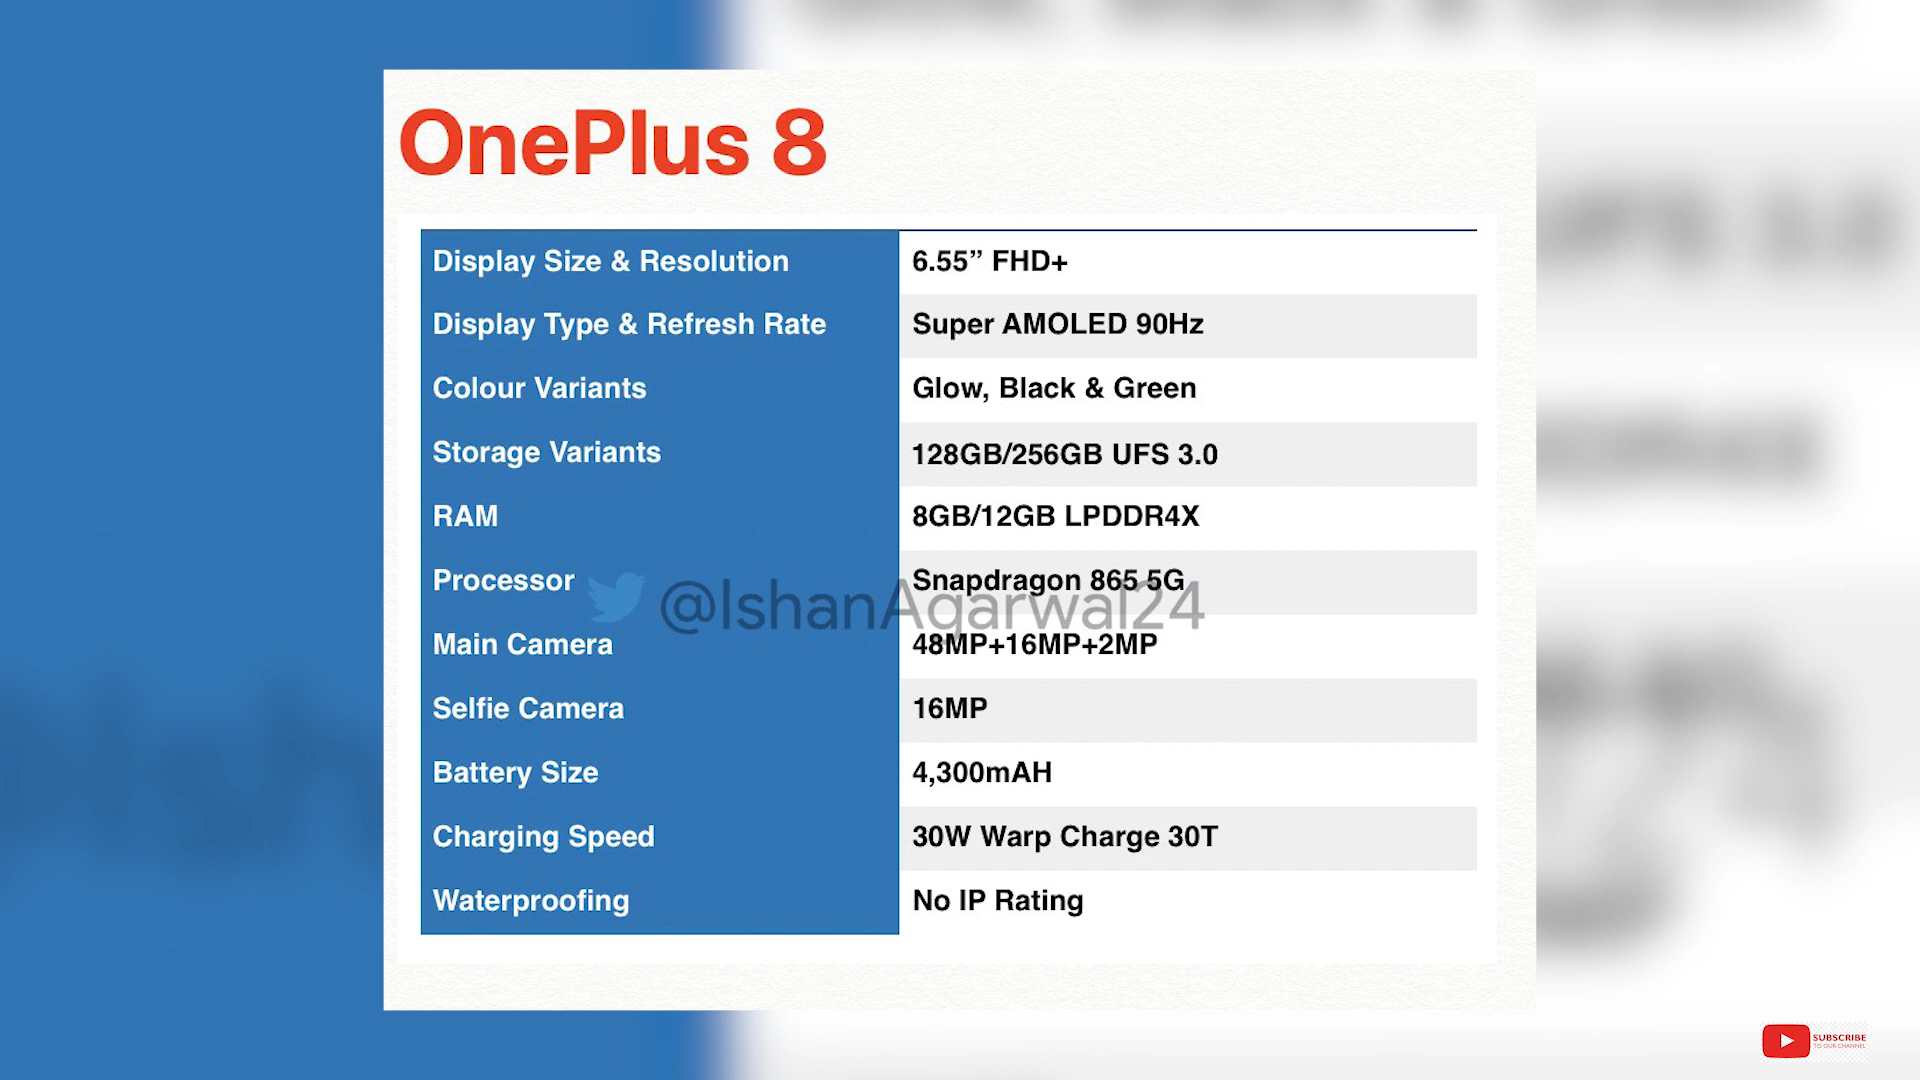 OnePlus 8
Display Size & Resolution 6.55” FHD+
Display Type & Refresh Rate Super AMOLED 90Hz
Colour Variants Glow, Black & Green
Storage Variants 128GB/256GB UFS 3.0
RAM 8GB/12GB LPDDR4X
Processor Snapdragon 865 5G
@IshanAgarwal24
Main Camera 48MP+16MP+2MP
Selfie Camera 16MP
Battery Size 4,300mAH
Charging Speed 30W Warp Charge 30T
Waterproofing No IP Rating
SUBSCRIBE
TO OUR CHANNEL